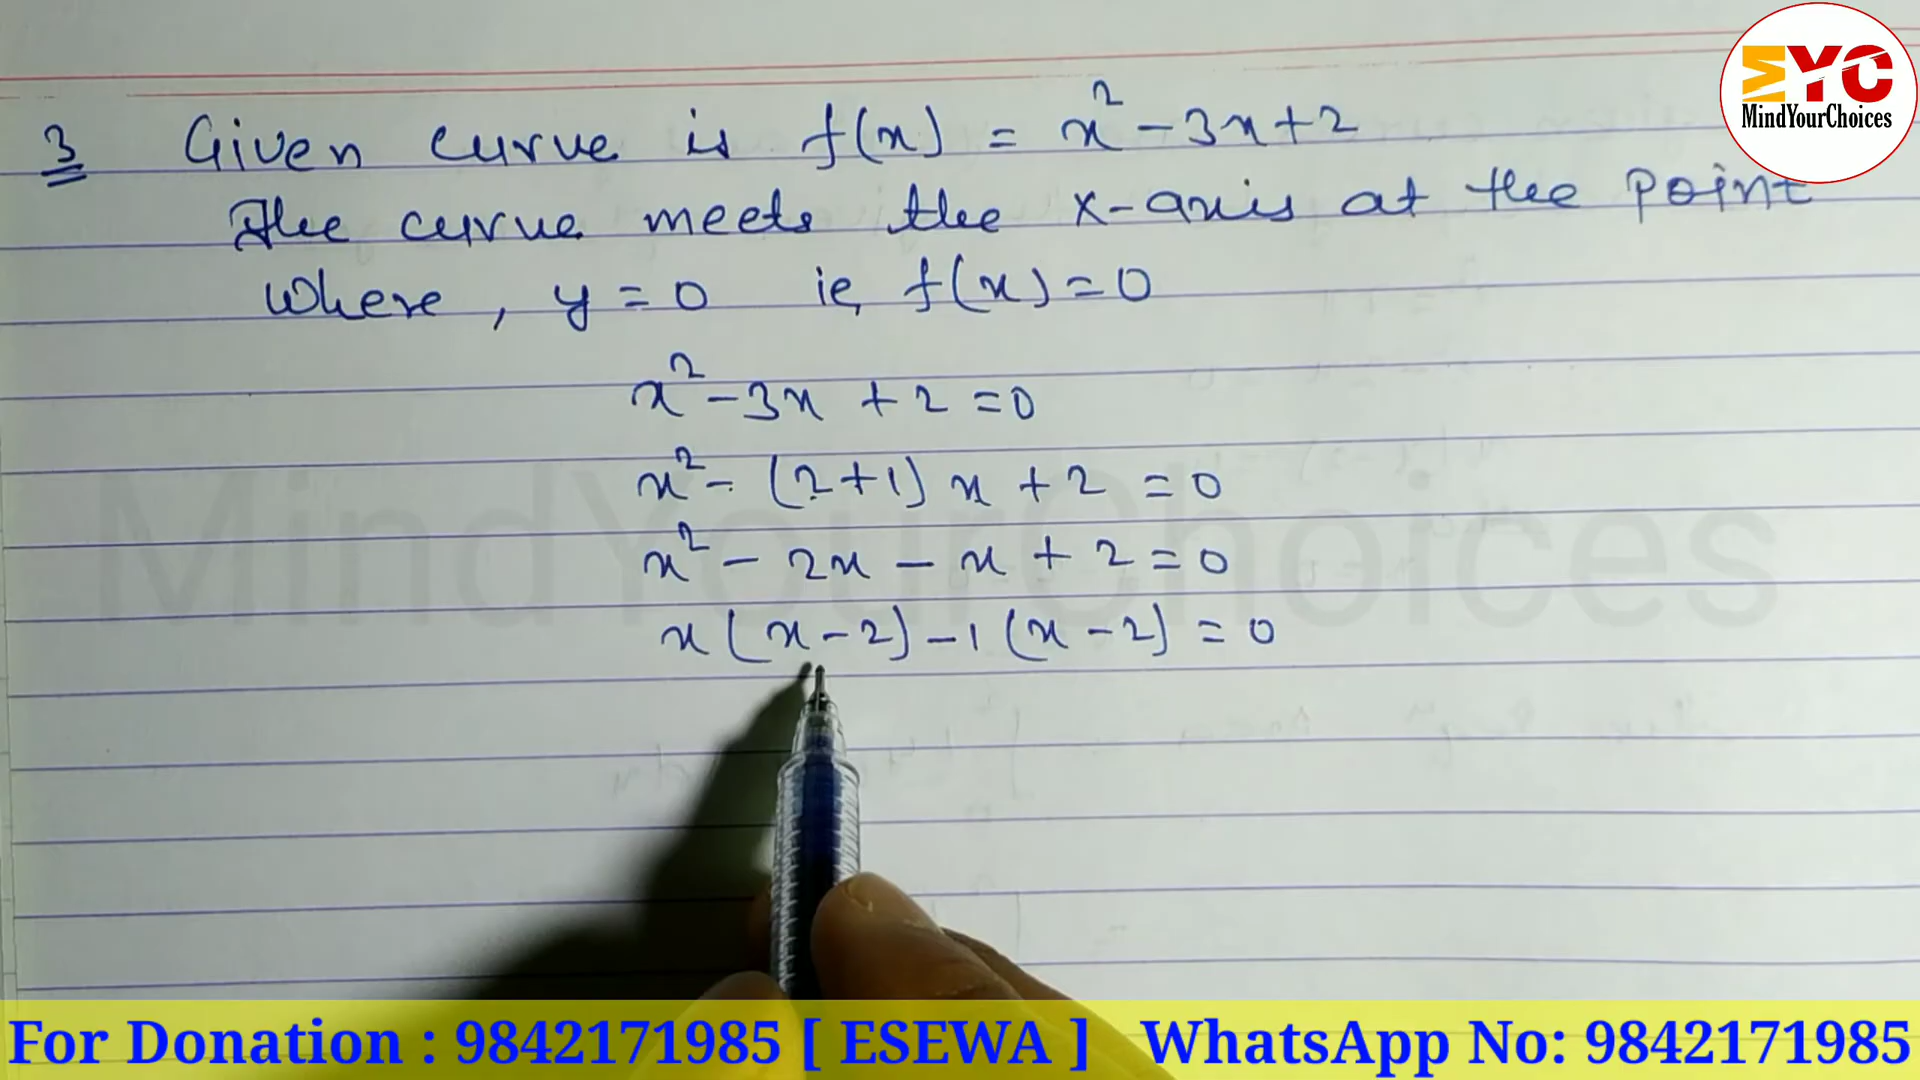 MYC
MindYourChoices
3 Given curve is f(x) = x² - 3x + 2
The curve meets the x-axis at the point
where, y = 0 ie, f(x) = 0
x² - 3x + 2 = 0
x² - (2+1) x + 2 = 0
x² - 2x - x + 2 = 0
x (x - 2) - 1 (x - 2) = 0
MindYourChoices
For Donation : 9842171985 [ ESEWA ] WhatsApp No: 9842171985